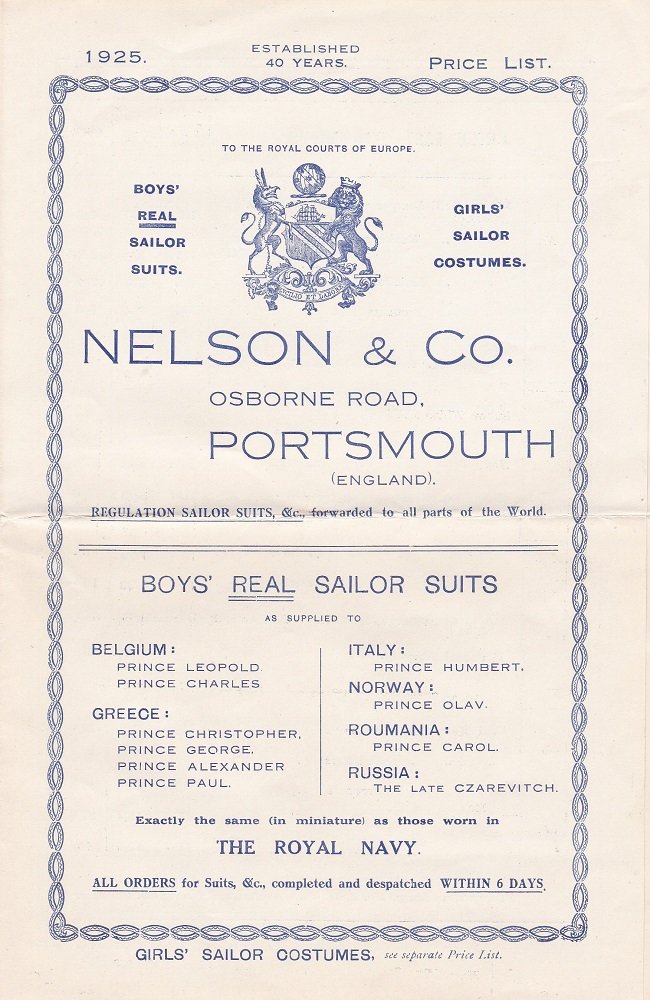 1925.
ESTABLISHED
40 YEARS.
PRICE LIST.
TO THE ROYAL COURTS OF EUROPE.
BOYS'
REAL
SAILOR
SUITS.
GIRLS'
SAILOR
COSTUMES.
CONCILIO ET LABORE
NELSON & Co.
OSBORNE ROAD,
PORTSMOUTH
(ENGLAND).
REGULATION SAILOR SUITS, &c., forwarded to all parts of the World.
BOYS' REAL SAILOR SUITS
AS SUPPLIED TO
BELGIUM:
PRINCE LEOPOLD.
PRINCE CHARLES
GREECE:
PRINCE CHRISTOPHER,
PRINCE GEORGE,
PRINCE ALEXANDER
PRINCE PAUL.
ITALY:
PRINCE HUMBERT,
NORWAY:
PRINCE OLAV.
ROUMANIA:
PRINCE CAROL.
RUSSIA:
THE LATE CZAREVITCH.
Exactly the same (in miniature) as those worn in
THE ROYAL NAVY.
ALL ORDERS for Suits, &c., completed and despatched WITHIN 6 DAYS.
GIRLS' SAILOR COSTUMES, see separate Price List.